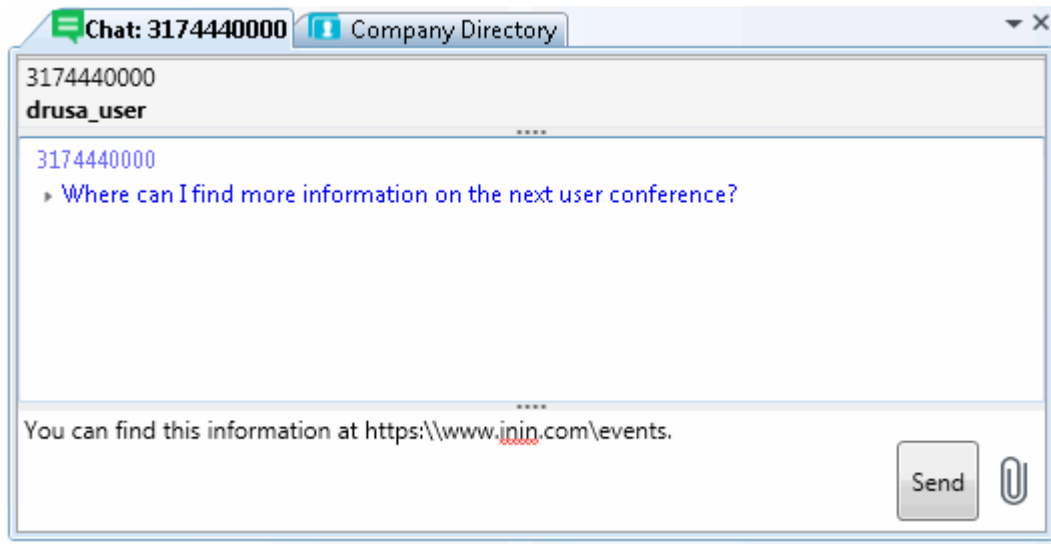 Chat: 3174440000 Company Directory
3174440000
drusa_user
3174440000
Where can I find more information on the next user conference?
You can find this information at https:\\www.inin.com\events.
Send